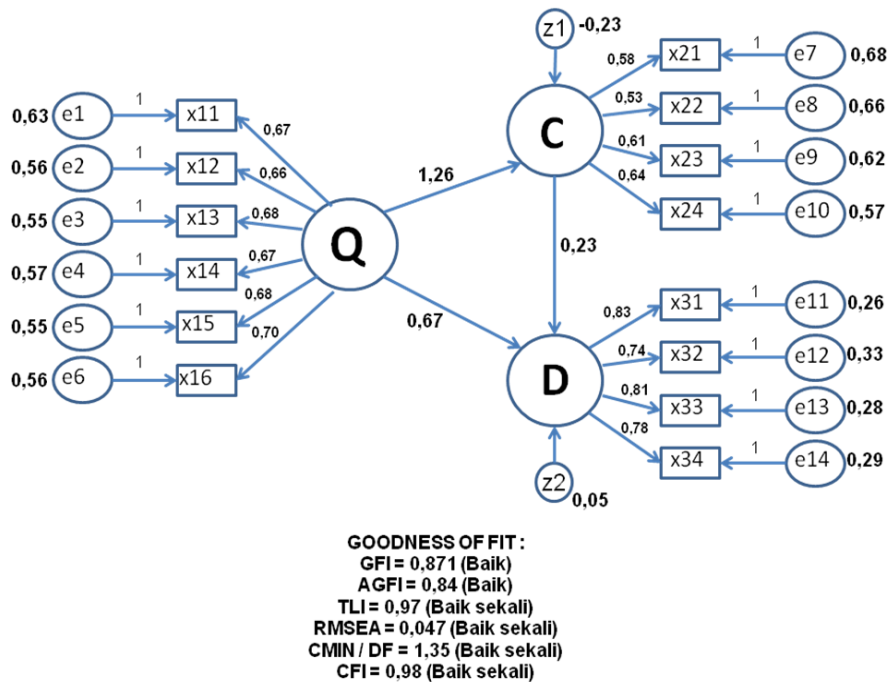 z1 -0,23
0,58 x21 1 e7 0,68
0,63 e1 1 x11 0,67
C
0,53 x22 1 e8 0,66
0,56 e2 1 x12 0,66
0,61 x23 1 e9 0,62
1,26
0,64 x24 1 e10 0,57
0,55 e3 1 x13 0,68
Q
0,23
0,57 e4 1 x14 0,67
0,55 e5 1 x15 0,68
0,67
0,83 x31 1 e11 0,26
0,56 e6 1 x16 0,70
D
0,74 x32 1 e12 0,33
0,81 x33 1 e13 0,28
0,78 x34 1 e14 0,29
z2 0,05
GOODNESS OF FIT :
GFI = 0,871 (Baik)
AGFI = 0,84 (Baik)
TLI = 0,97 (Baik sekali)
RMSEA = 0,047 (Baik sekali)
CMIN / DF = 1,35 (Baik sekali)
CFI = 0,98 (Baik sekali)